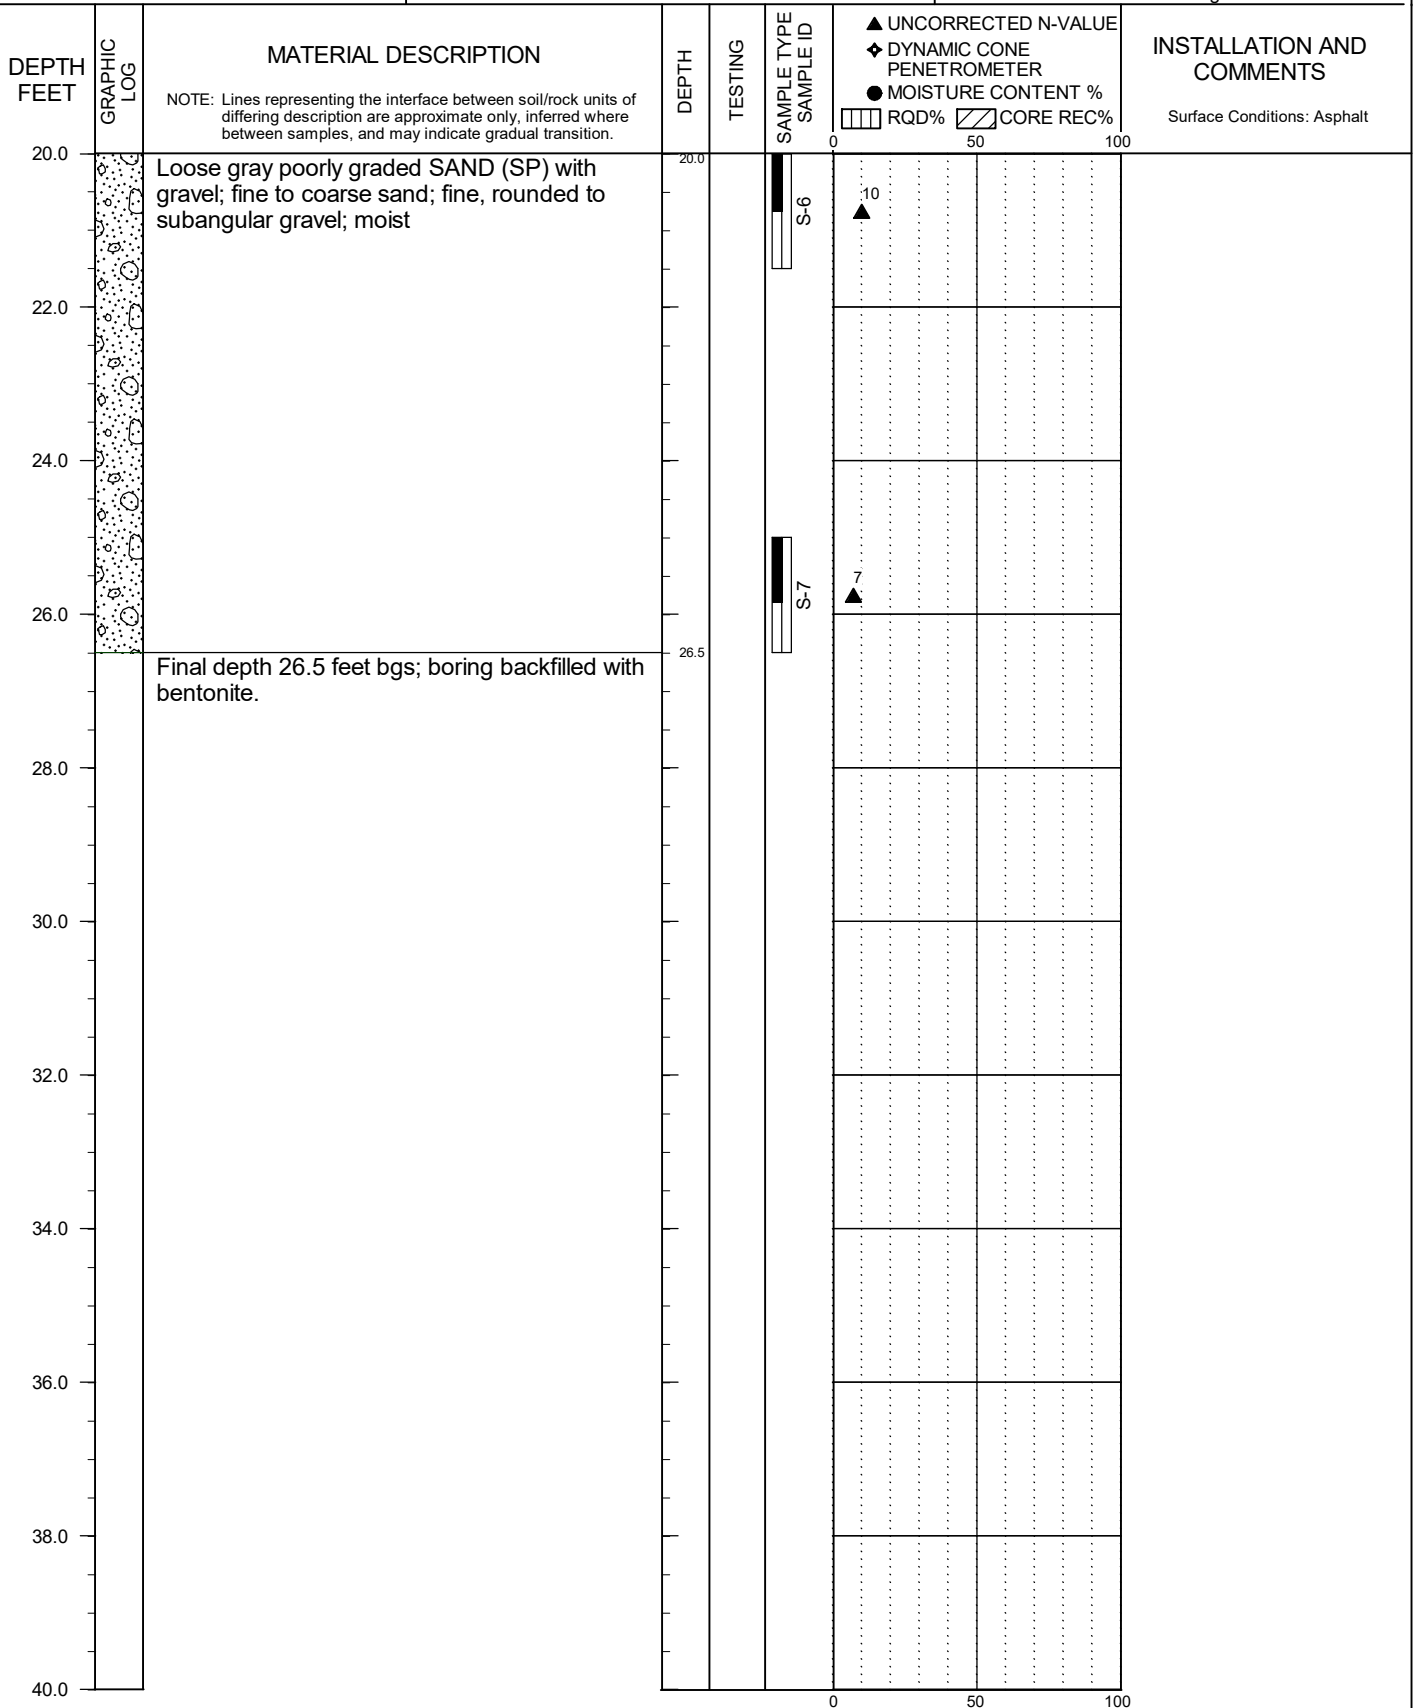 DEPTH
FEET
GRAPHIC
LOG
MATERIAL DESCRIPTION
NOTE: Lines representing the interface between soil/rock units of
differing description are approximate only, inferred where
between samples, and may indicate gradual transition.
DEPTH
TESTING
SAMPLE TYPE
SAMPLE ID
▲ UNCORRECTED N-VALUE
DYNAMIC CONE
PENETROMETER
● MOISTURE CONTENT %
RQD% CORE REC%
0 50 100
INSTALLATION AND
COMMENTS
Surface Conditions: Asphalt
20.0
Loose gray poorly graded SAND (SP) with
gravel; fine to coarse sand; fine, rounded to
subangular gravel; moist
20.0
S-6
10
22.0
24.0
S-7
7
26.0
Final depth 26.5 feet bgs; boring backfilled with
bentonite.
26.5
28.0
30.0
32.0
34.0
36.0
38.0
40.0
0 50 100